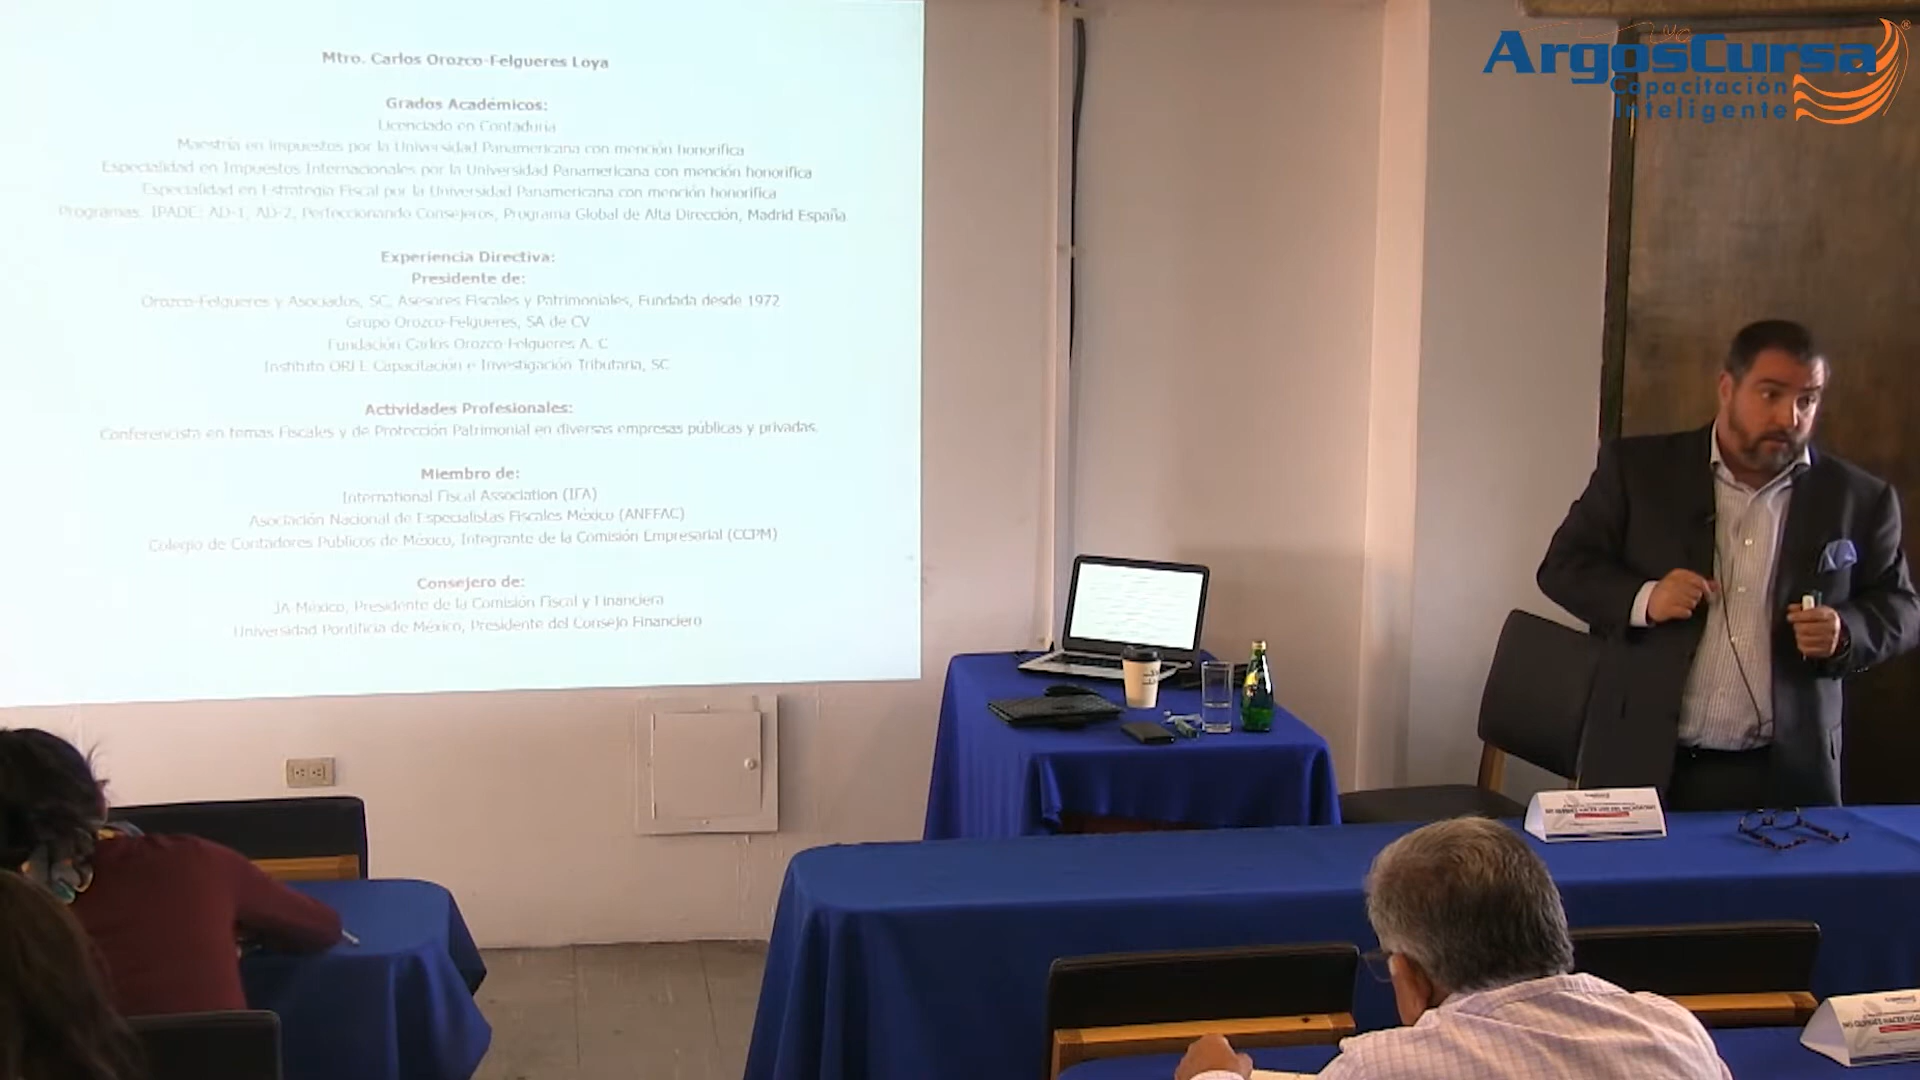 Mtro. Carlos Orozco-Felgueres Loya
Grados Académicos:
Licenciado en Contaduría
Maestría en Impuestos por la Universidad Panamericana con mención honorífica
Especialidad en Impuestos Internacionales por la Universidad Panamericana con mención honorífica
Especialidad en Estrategia Fiscal por la Universidad Panamericana con mención honorífica
Programas: IPADE: AD-1, AD-2, Perfeccionando Consejeros, Programa Global de Alta Dirección, Madrid España
Experiencia Directiva:
Presidente de:
Orozco-Felgueres y Asociados, SC, Asesores Fiscales y Patrimoniales, Fundada desde 1972
Grupo Orozco-Felgueres, SA de CV
Fundación Carlos Orozco Felgueres A. C
Instituto Capacitación e Investigación Tributaria, SC
Actividades Profesionales:
Conferencista en temas Fiscales y de Protección Patrimonial en diversas empresas públicas y privadas.
Miembro de:
International Fiscal Association (IFA)
Asociación Nacional de Especialistas Fiscales México
Colegio de Contadores Públicos de México, Integrante de la Comisión Empresarial (CCPM)
Consejero de:
JA México, Presidente de la Comisión Fiscal y Financiera
Universidad Pontificia de México, Presidente del Consejo Financiero
ArgosCursa ®
Capacitación
Inteligente